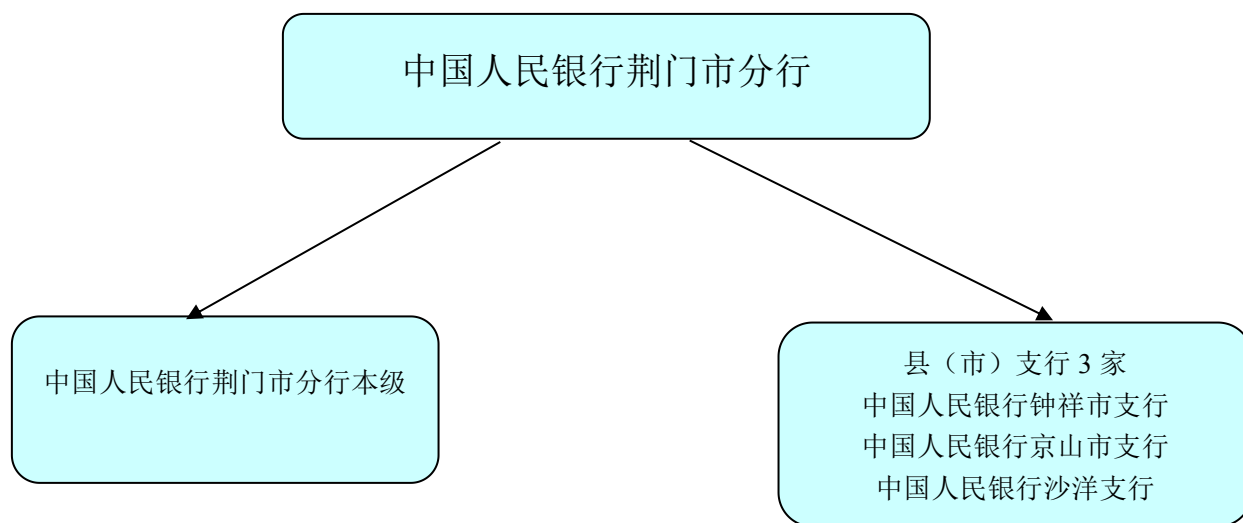 中国人民银行荆门市分行
中国人民银行荆门市分行本级
县（市）支行 3 家
中国人民银行钟祥市支行
中国人民银行京山市支行
中国人民银行沙洋支行